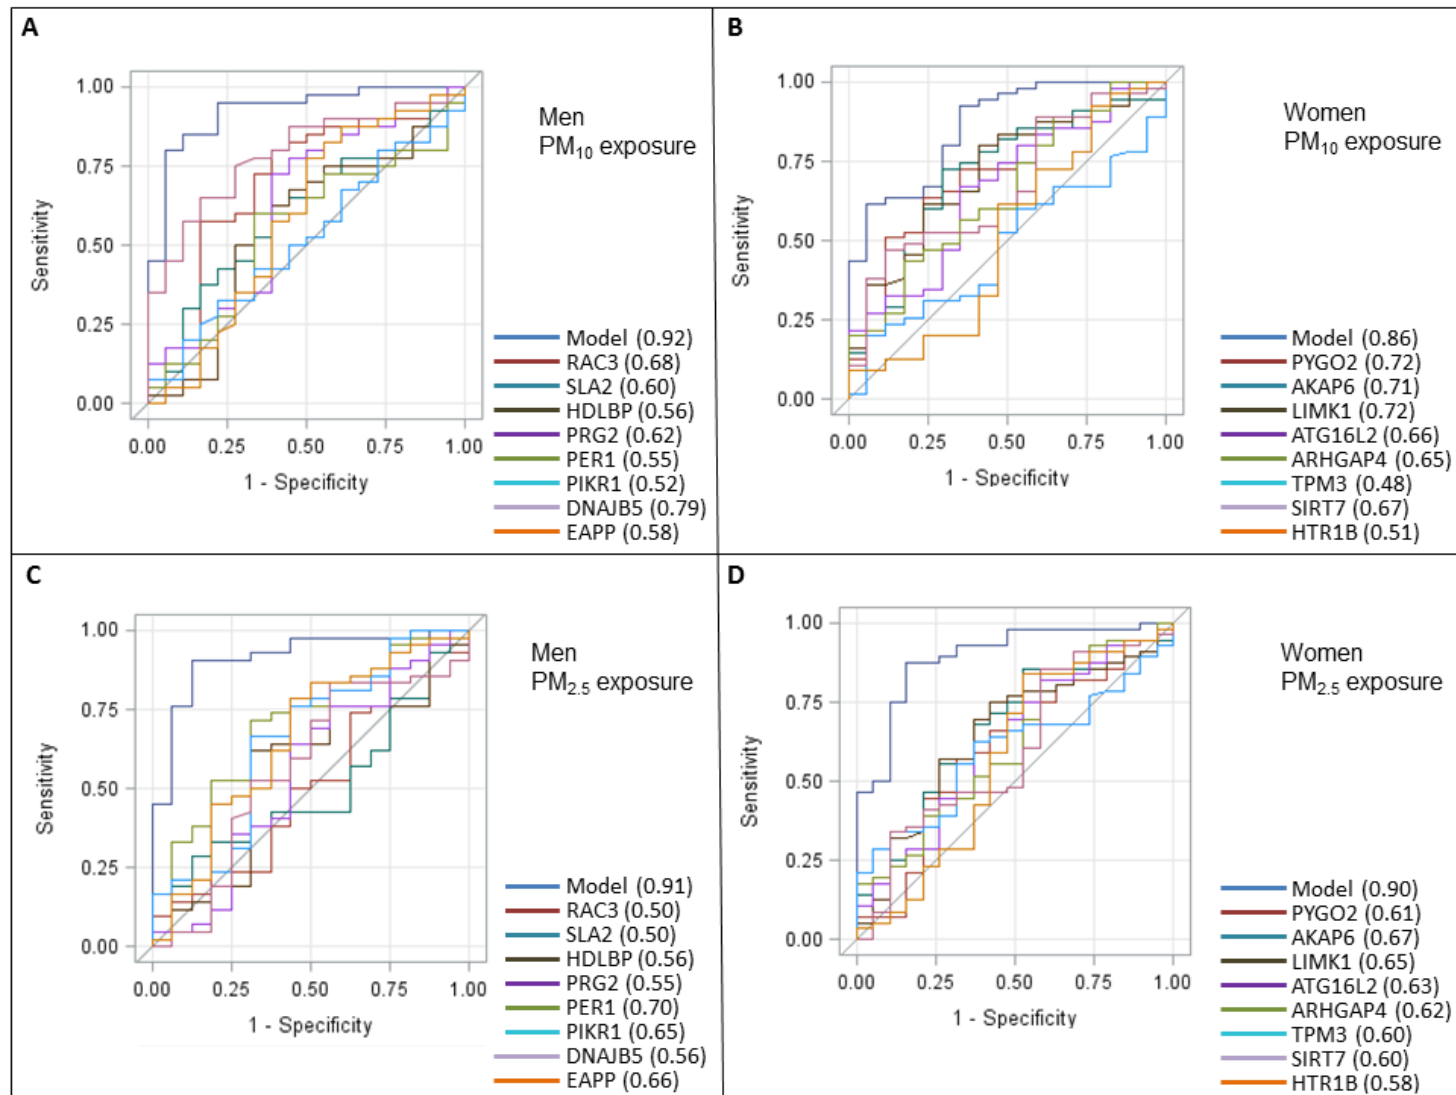 A
1.00
0.75
0.50
0.25
0.00
Sensitivity
0.00 0.25 0.50 0.75 1.00
1 - Specificity
Men
PM10 exposure
Model (0.92)
RAC3 (0.68)
SLA2 (0.60)
HDLBP (0.56)
PRG2 (0.62)
PER1 (0.55)
PIKR1 (0.52)
DNAJB5 (0.79)
EAPP (0.58)
B
1.00
0.75
0.50
0.25
0.00
Sensitivity
0.00 0.25 0.50 0.75 1.00
1 - Specificity
Women
PM10 exposure
Model (0.86)
PYGO2 (0.72)
AKAP6 (0.71)
LIMK1 (0.72)
ATG16L2 (0.66)
ARHGAP4 (0.65)
TPM3 (0.48)
SIRT7 (0.67)
HTR1B (0.51)
C
1.00
0.75
0.50
0.25
0.00
Sensitivity
0.00 0.25 0.50 0.75 1.00
1 - Specificity
Men
PM2.5 exposure
Model (0.91)
RAC3 (0.50)
SLA2 (0.50)
HDLBP (0.56)
PRG2 (0.55)
PER1 (0.70)
PIKR1 (0.65)
DNAJB5 (0.56)
EAPP (0.66)
D
1.00
0.75
0.50
0.25
0.00
Sensitivity
0.00 0.25 0.50 0.75 1.00
1 - Specificity
Women
PM2.5 exposure
Model (0.90)
PYGO2 (0.61)
AKAP6 (0.67)
LIMK1 (0.65)
ATG16L2 (0.63)
ARHGAP4 (0.62)
TPM3 (0.60)
SIRT7 (0.60)
HTR1B (0.58)